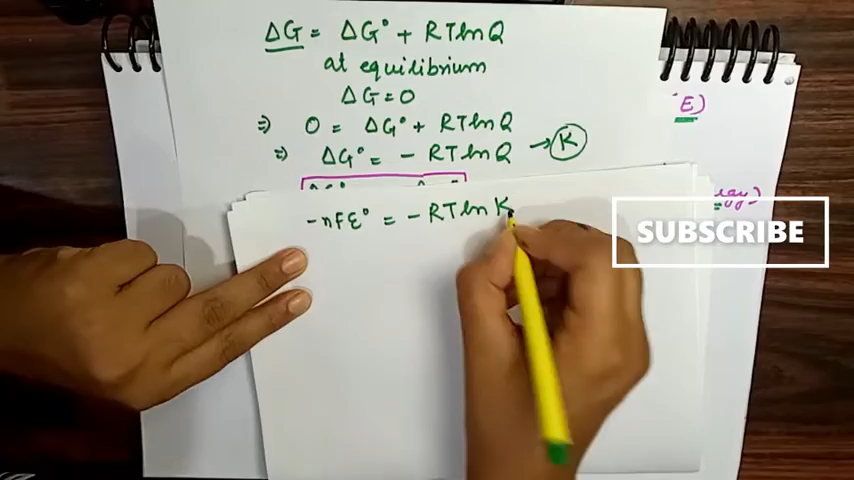 ΔG = ΔG° + RTlnQ
at equilibrium
ΔG = 0
⇒ 0 = ΔG° + RTlnQ
⇒ ΔG° = - RTlnQ → K
-nFE° = - RTlnK
E)
SUBSCRIBE